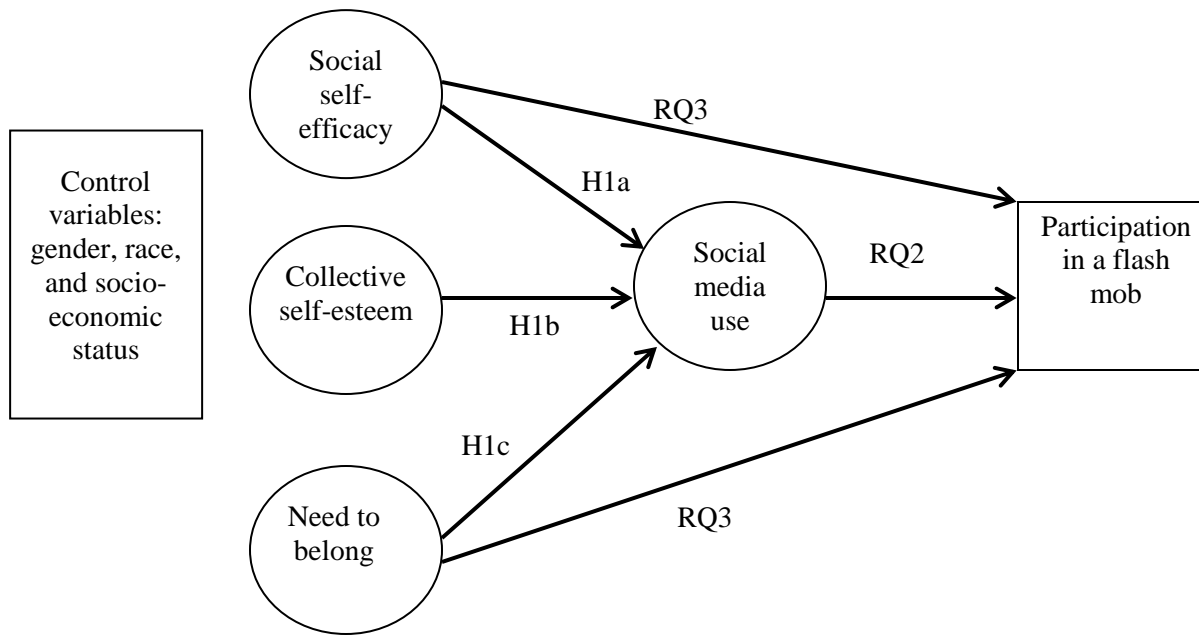 Control
variables:
gender, race,
and socio-
economic
status
Social
self-
efficacy
Collective
self-esteem
Need to
belong
H1a
H1b
H1c
Social
media
use
RQ3
RQ2
RQ3
Participation
in a flash
mob